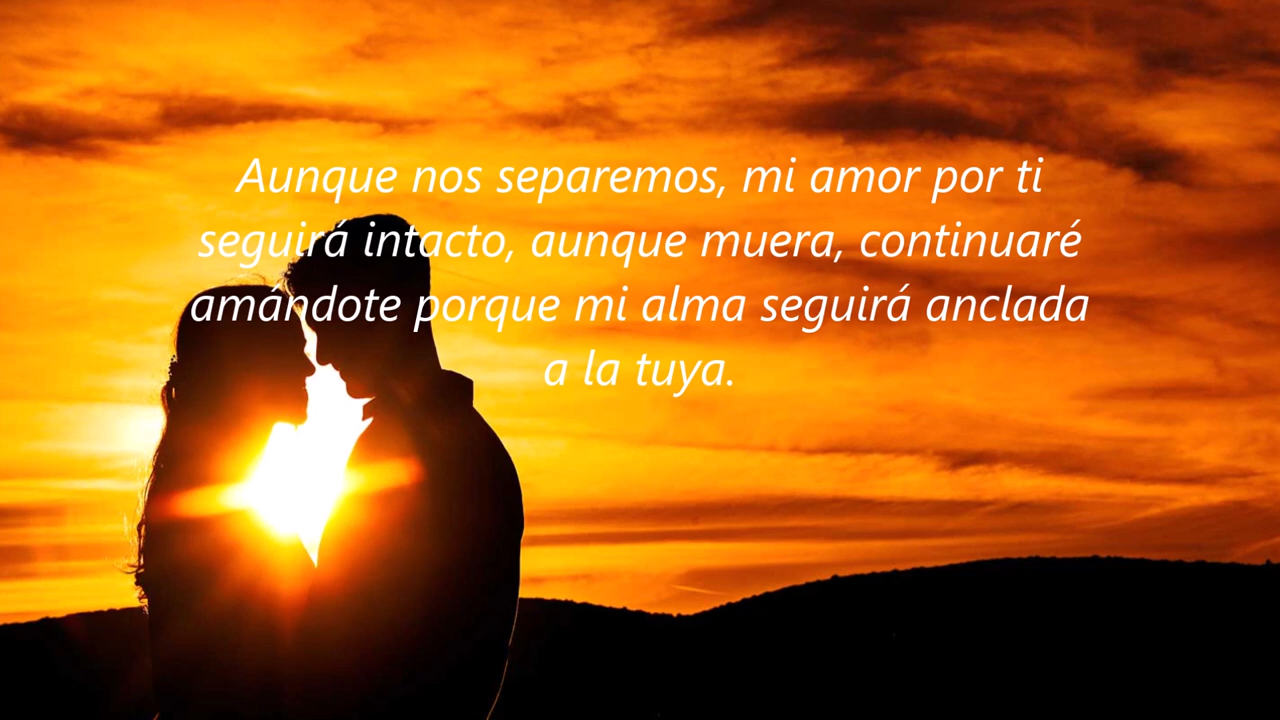 Aunque nos separemos, mi amor por ti
seguirá intacto, aunque muera, continuaré
amándote porque mi alma seguirá anclada
a la tuya.